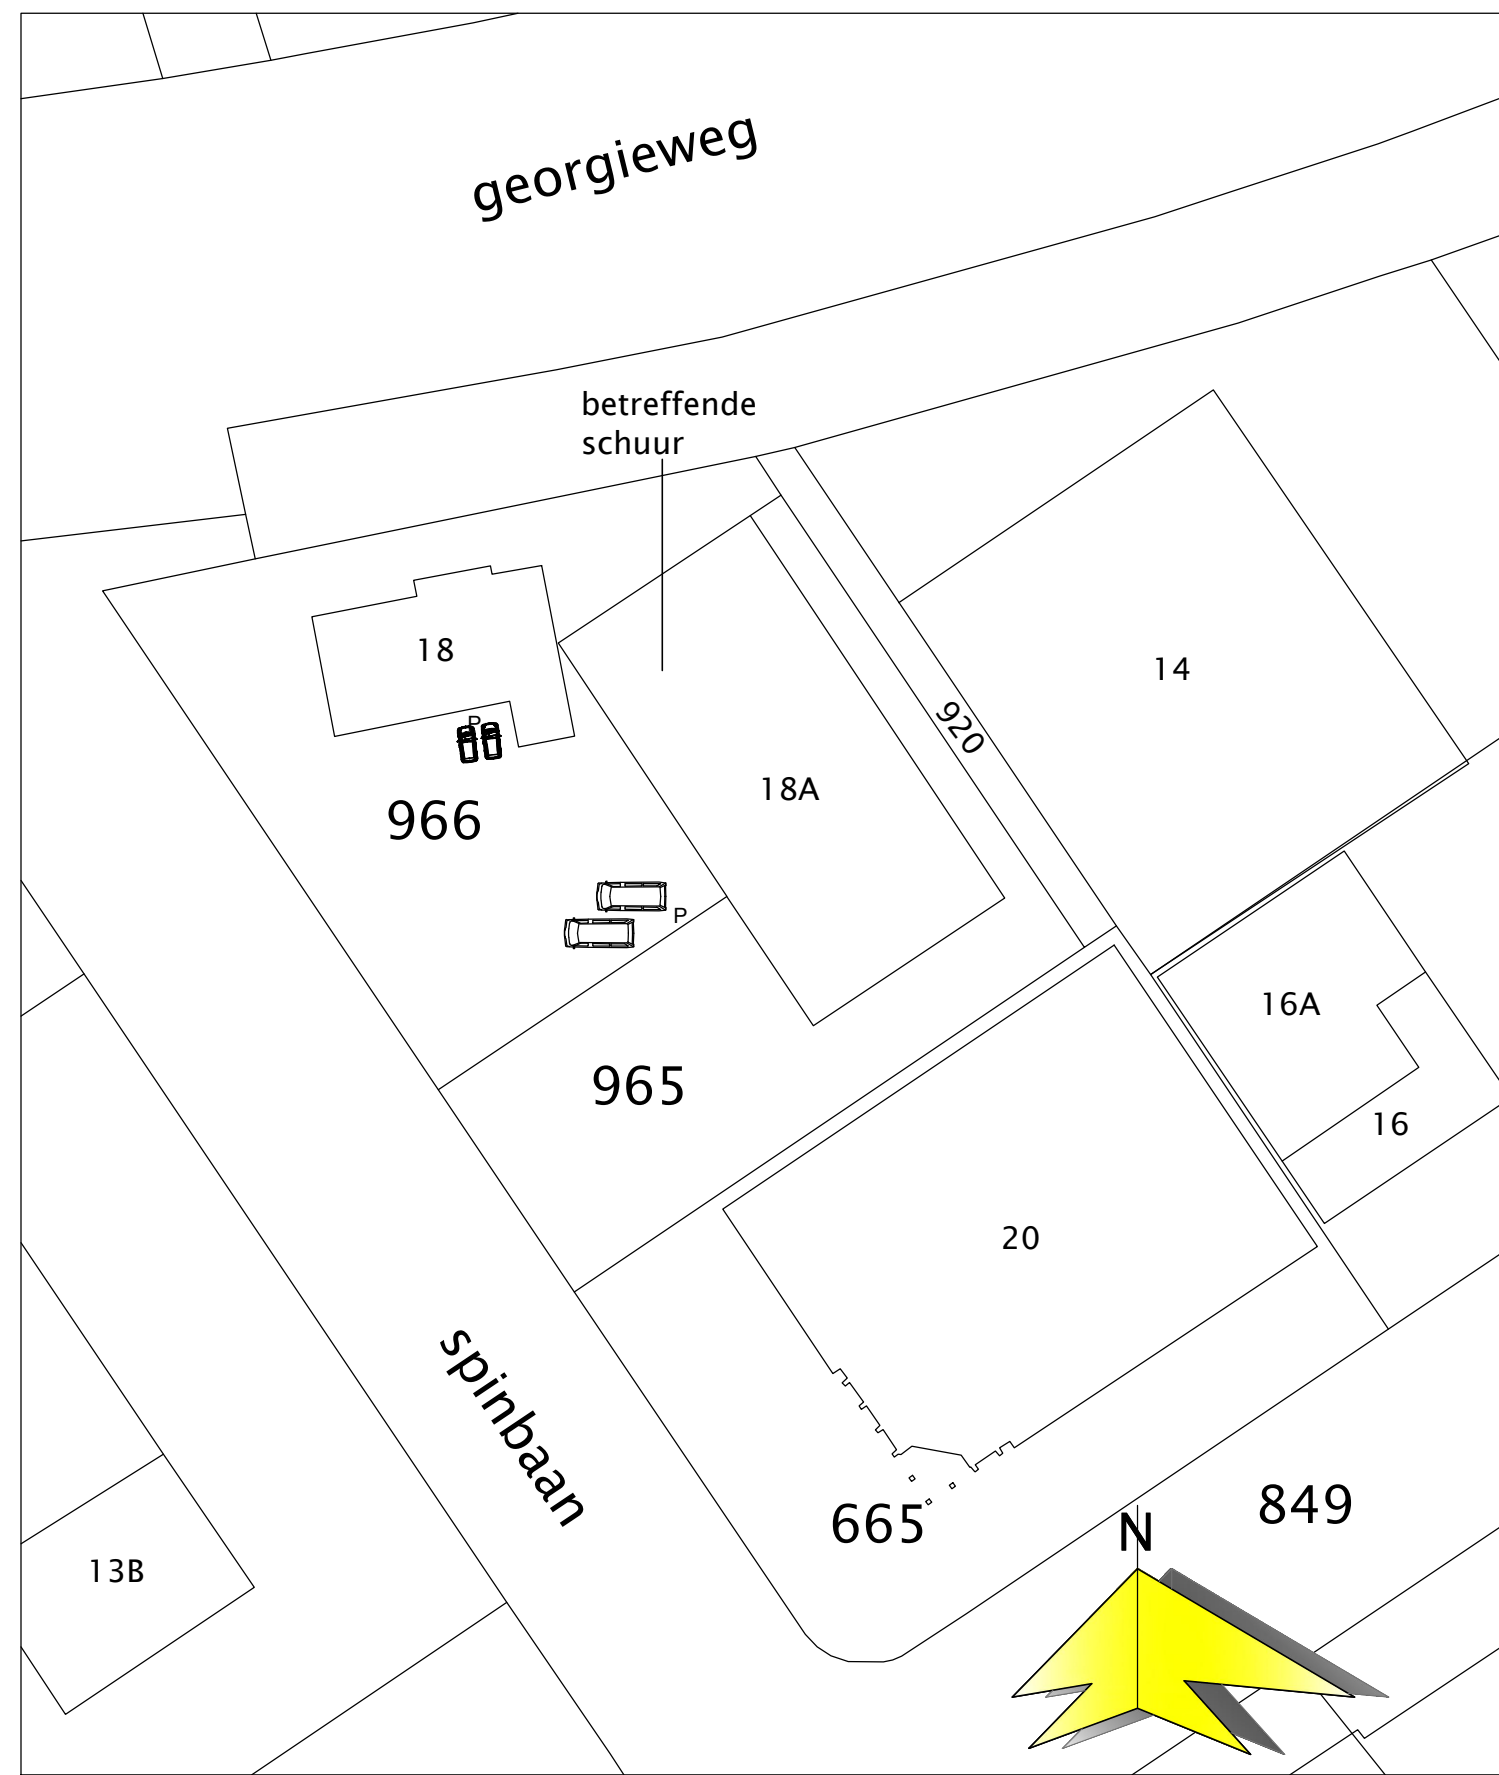 georgieweg
betreffende
schuur
18
14
920
P
18A
966
P
16A
965
16
20
spinbaan
849
665
N
13B